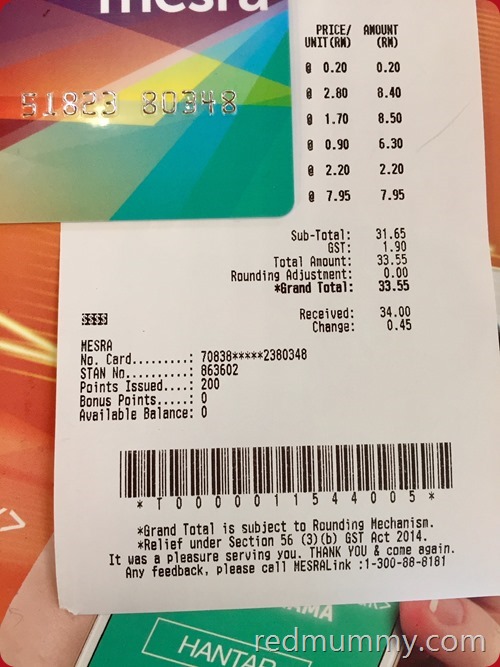 mesra
51823 80348
PRICE/ AMOUNT
UNIT(RM) (RM)
@ 0.20 0.20
@ 2.80 8.40
@ 1.70 8.50
@ 0.90 6.30
@ 2.20 2.20
@ 7.95 7.95
Sub-Total: 31.65
GST: 1.90
Total Amount: 33.55
Rounding Adjustment: 0.00
*Grand Total: 33.55
$$$$
Received: 34.00
Change: 0.45
MESRA
No. Card.........: 70838*****2380348
STAN No..........: 863602
Points Issued....: 200
Bonus Points.....: 0
Available Balance: 0
*T0000011544005*
*Grand Total is subject to Rounding Mechanism.
*Relief under Section 56 (3)(b) GST Act 2014.
It was a pleasure serving you. THANK YOU & come again.
Any feedback, please call MESRALink :1-300-88-8181
HANTAR
redmummy.com